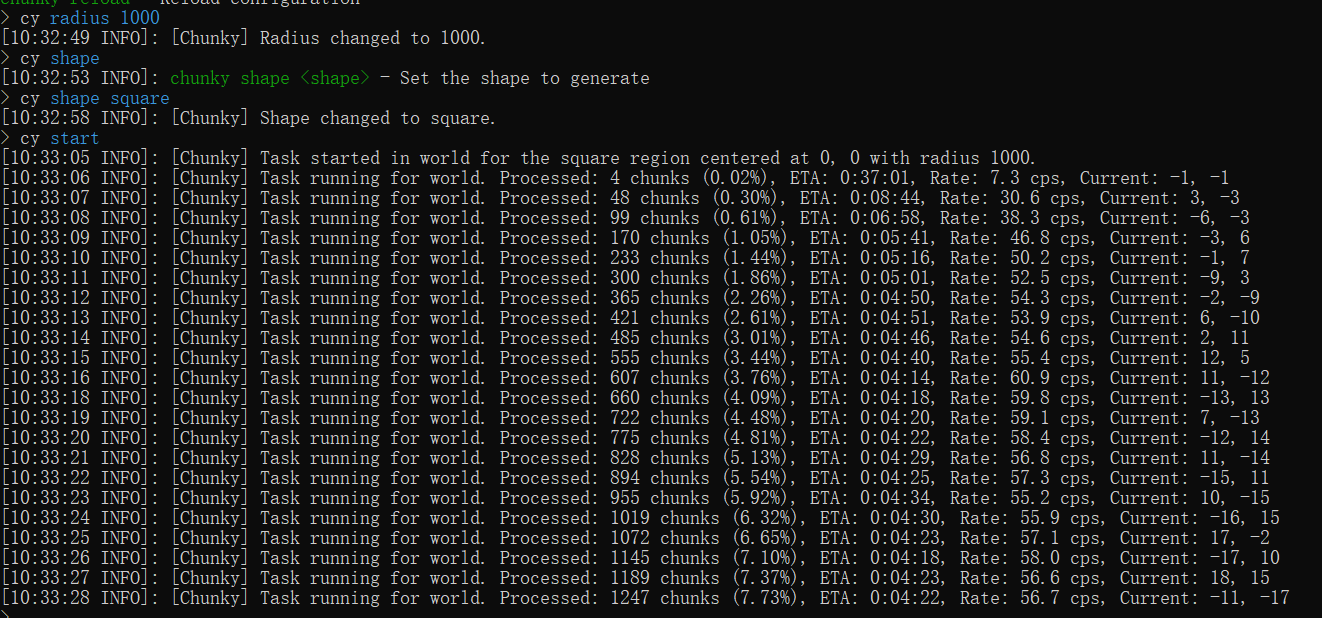 chunky reload - Reload configuration
> cy radius 1000
[10:32:49 INFO]: [Chunky] Radius changed to 1000.
> cy shape
[10:32:53 INFO]: chunky shape <shape> - Set the shape to generate
> cy shape square
[10:32:58 INFO]: [Chunky] Shape changed to square.
> cy start
[10:33:05 INFO]: [Chunky] Task started in world for the square region centered at 0, 0 with radius 1000.
[10:33:06 INFO]: [Chunky] Task running for world. Processed: 4 chunks (0.02%), ETA: 0:37:01, Rate: 7.3 cps, Current: -1, -1
[10:33:07 INFO]: [Chunky] Task running for world. Processed: 48 chunks (0.30%), ETA: 0:08:44, Rate: 30.6 cps, Current: 3, -3
[10:33:08 INFO]: [Chunky] Task running for world. Processed: 99 chunks (0.61%), ETA: 0:06:58, Rate: 38.3 cps, Current: -6, -3
[10:33:09 INFO]: [Chunky] Task running for world. Processed: 170 chunks (1.05%), ETA: 0:05:41, Rate: 46.8 cps, Current: -3, 6
[10:33:10 INFO]: [Chunky] Task running for world. Processed: 233 chunks (1.44%), ETA: 0:05:16, Rate: 50.2 cps, Current: -1, 7
[10:33:11 INFO]: [Chunky] Task running for world. Processed: 300 chunks (1.86%), ETA: 0:05:01, Rate: 52.5 cps, Current: -9, 3
[10:33:12 INFO]: [Chunky] Task running for world. Processed: 365 chunks (2.26%), ETA: 0:04:50, Rate: 54.3 cps, Current: -2, -9
[10:33:13 INFO]: [Chunky] Task running for world. Processed: 421 chunks (2.61%), ETA: 0:04:51, Rate: 53.9 cps, Current: 6, -10
[10:33:14 INFO]: [Chunky] Task running for world. Processed: 485 chunks (3.01%), ETA: 0:04:46, Rate: 54.6 cps, Current: 2, 11
[10:33:15 INFO]: [Chunky] Task running for world. Processed: 555 chunks (3.44%), ETA: 0:04:40, Rate: 55.4 cps, Current: 12, 5
[10:33:16 INFO]: [Chunky] Task running for world. Processed: 607 chunks (3.76%), ETA: 0:04:14, Rate: 60.9 cps, Current: 11, -12
[10:33:18 INFO]: [Chunky] Task running for world. Processed: 660 chunks (4.09%), ETA: 0:04:18, Rate: 59.8 cps, Current: -13, 13
[10:33:19 INFO]: [Chunky] Task running for world. Processed: 722 chunks (4.48%), ETA: 0:04:20, Rate: 59.1 cps, Current: 7, -13
[10:33:20 INFO]: [Chunky] Task running for world. Processed: 775 chunks (4.81%), ETA: 0:04:22, Rate: 58.4 cps, Current: -12, 14
[10:33:21 INFO]: [Chunky] Task running for world. Processed: 828 chunks (5.13%), ETA: 0:04:29, Rate: 56.8 cps, Current: 11, -14
[10:33:22 INFO]: [Chunky] Task running for world. Processed: 894 chunks (5.54%), ETA: 0:04:25, Rate: 57.3 cps, Current: -15, 11
[10:33:23 INFO]: [Chunky] Task running for world. Processed: 955 chunks (5.92%), ETA: 0:04:34, Rate: 55.2 cps, Current: 10, -15
[10:33:24 INFO]: [Chunky] Task running for world. Processed: 1019 chunks (6.32%), ETA: 0:04:30, Rate: 55.9 cps, Current: -16, 15
[10:33:25 INFO]: [Chunky] Task running for world. Processed: 1072 chunks (6.65%), ETA: 0:04:23, Rate: 57.1 cps, Current: 17, -2
[10:33:26 INFO]: [Chunky] Task running for world. Processed: 1145 chunks (7.10%), ETA: 0:04:18, Rate: 58.0 cps, Current: -17, 10
[10:33:27 INFO]: [Chunky] Task running for world. Processed: 1189 chunks (7.37%), ETA: 0:04:23, Rate: 56.6 cps, Current: 18, 15
[10:33:28 INFO]: [Chunky] Task running for world. Processed: 1247 chunks (7.73%), ETA: 0:04:22, Rate: 56.7 cps, Current: -11, -17
>